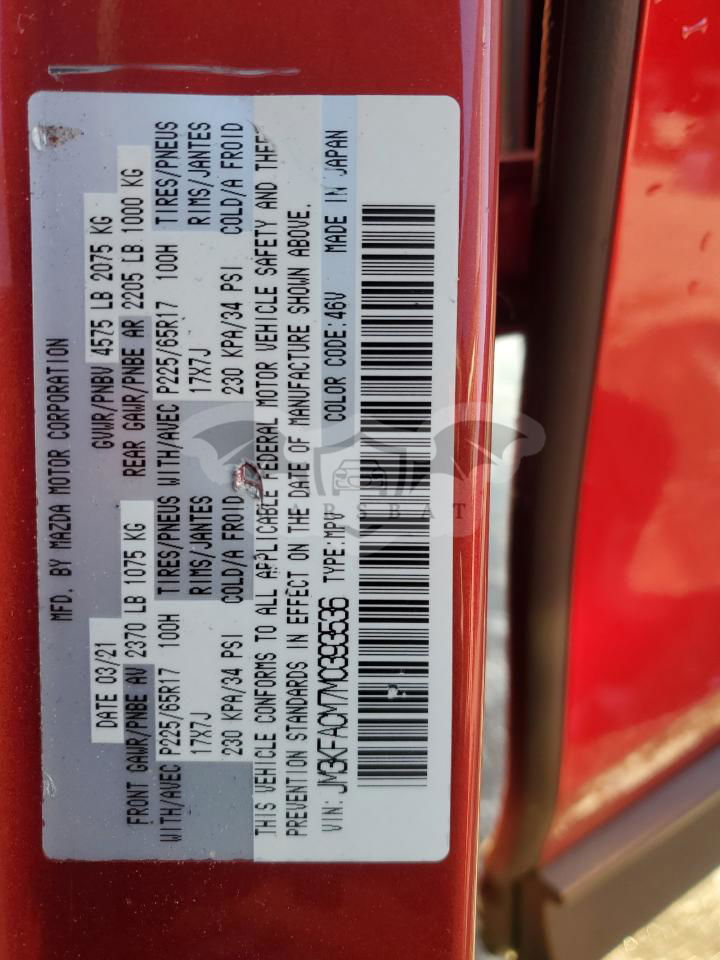 MFD. BY MAZDA MOTOR CORPORATION
DATE 03/21 GVWR/PNBV 4575 LB 2075 KG
FRONT GAWR/PNBE AV 2370 LB 1075 KG REAR GAWR/PNBE AR 2205 LB 1000 KG
WITH/AVEC P225/65R17 100H TIRES/PNEUS WITH/AVEC P225/65R17 100H TIRES/PNEUS
17X7J RIMS/JANTES 17X7J RIMS/JANTES
230 KPA/34 PSI COLD/A FROID 230 KPA/34 PSI COLD/A FROID
THIS VEHICLE CONFORMS TO ALL APPLICABLE FEDERAL MOTOR VEHICLE SAFETY AND THEFT
PREVENTION STANDARDS IN EFFECT ON THE DATE OF MANUFACTURE SHOWN ABOVE.
VIN: JM3KFACM7M0393536 TYPE:MPV COLOR CODE:46V MADE IN JAPAN